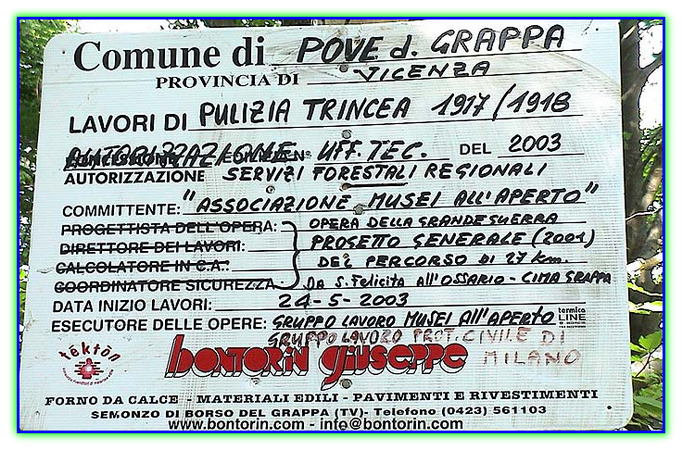 Comune di POVE d. GRAPPA
PROVINCIA DI VICENZA
LAVORI DI PULIZIA TRINCEA 1917/1918
AUTORIZZAZIONE UFF. TEC. DEL 2003
AUTORIZZAZIONE SERVIZI FORESTALI REGIONALI
COMMITTENTE: "ASSOCIAZIONE MUSEI ALL'APERTO"
PROGETTISTA DELL'OPERA: OPERA DELLA GRANDE GUERRA
DIRETTORE DEI LAVORI: PROGETTO GENERALE (2001)
CALCOLATORE IN C.A.: DEL PERCORSO DI 27 km.
COORDINATORE SICUREZZA DA S. FELICITA ALL'OSSARIO - CIMA GRAPPA
DATA INIZIO LAVORI: 24-5-2003
ESECUTORE DELLE OPERE: GRUPPO LAVORO MUSEI ALL'APERTO
termica LINE
GRUPPO LAVORO PROT. CIVILE DI MILANO
tèktōn
bontorin giuseppe
FORNO DA CALCE - MATERIALI EDILI - PAVIMENTI E RIVESTIMENTI
SEMONZO DI BORSO DEL GRAPPA (TV)- Telefono (0423) 561103
www.bontorin.com - info@bontorin.com